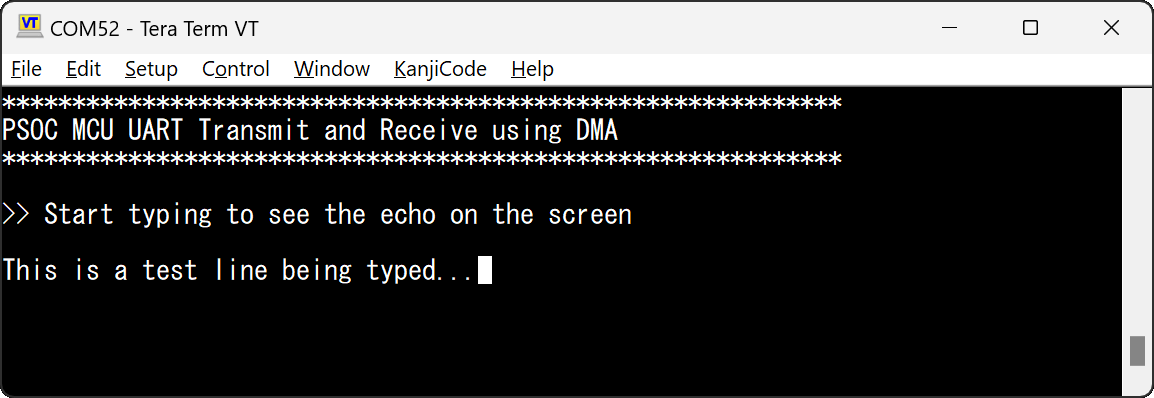 VT COM52 - Tera Term VT
File Edit Setup Control Window KanjiCode Help
************************************************************
PSOC MCU UART Transmit and Receive using DMA
************************************************************
>> Start typing to see the echo on the screen
This is a test line being typed...